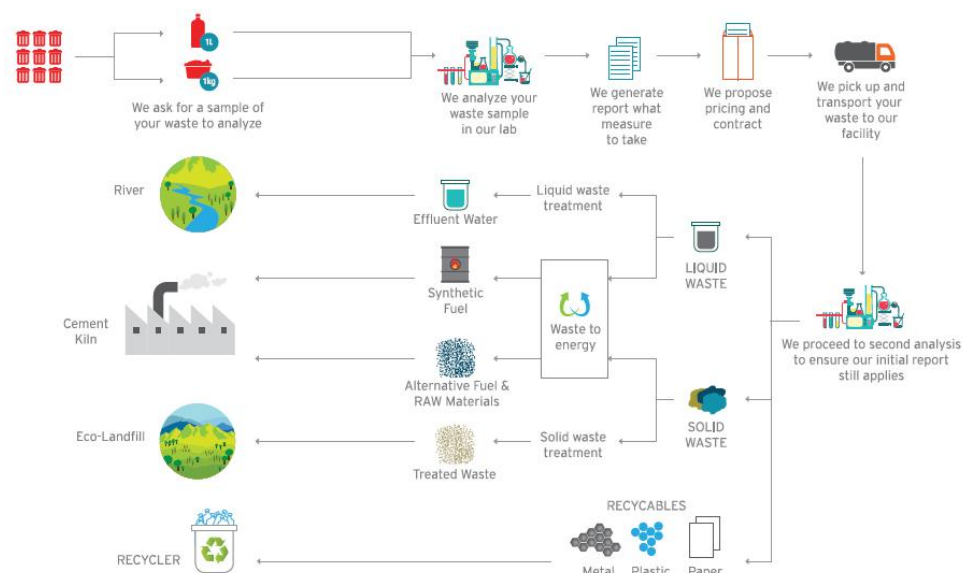 1L
1kg
We ask for a sample of
your waste to analyze
We analyze your
waste sample
in our lab
We generate
report what
measure
to take
We propose
pricing and
contract
We pick up and
transport your
waste to our
facility
River
Effluent Water
Liquid waste
treatment
LIQUID
WASTE
Cement
Kiln
Synthetic
Fuel
Waste to
energy
We proceed to second analysis
to ensure our initial report
still applies
Alternative Fuel &
RAW Materials
Eco-Landfill
Treated Waste
Solid waste
treatment
SOLID
WASTE
RECYCABLES
RECYCLER
Metal
Plastic
Paper